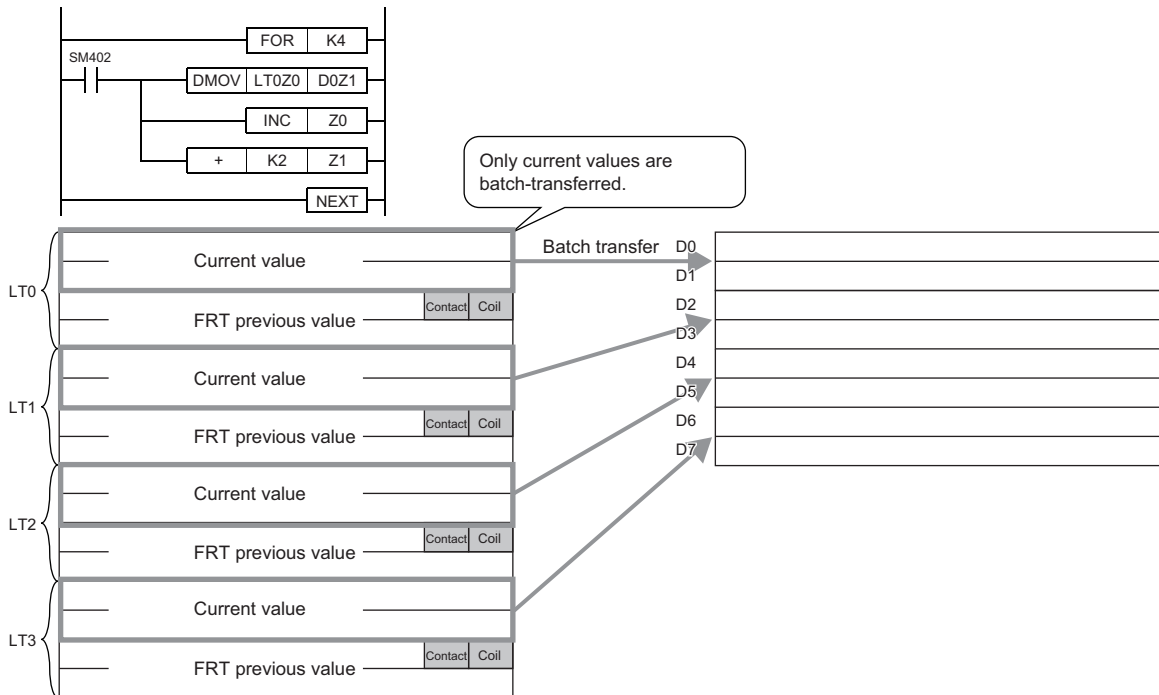 FOR K4
SM402
DMOV LT0Z0 D0Z1
INC Z0
+ K2 Z1
NEXT
Only current values are
batch-transferred.
LT0
Current value
FRT previous value
Contact Coil
Batch transfer
LT1
Current value
FRT previous value
Contact Coil
LT2
Current value
FRT previous value
Contact Coil
LT3
Current value
FRT previous value
Contact Coil
D0
D1
D2
D3
D4
D5
D6
D7